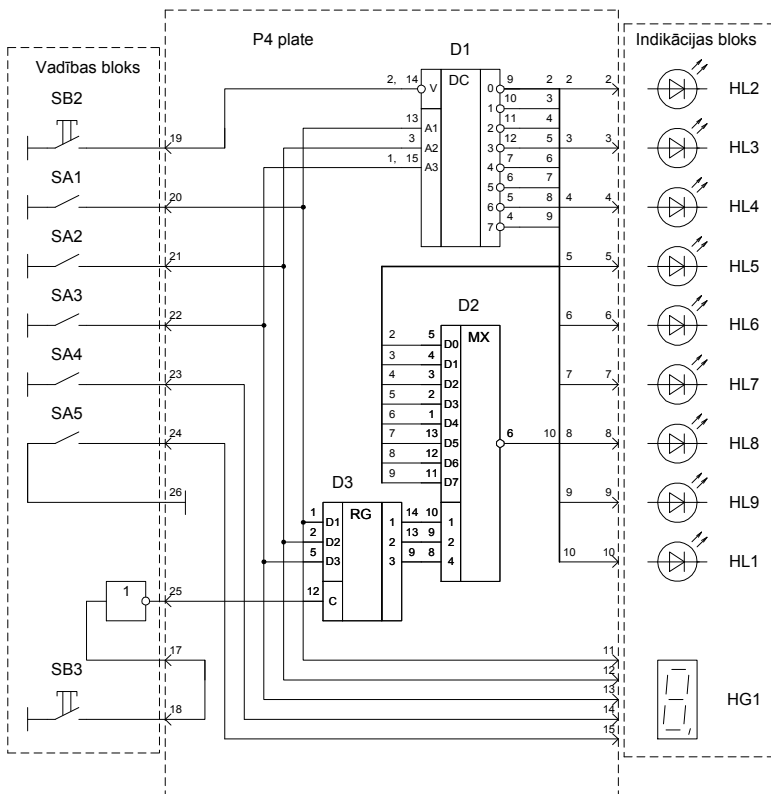 P4 plate
Vadības bloks
Indikācijas bloks
D1
DC
2, 14 V
13 A1
3 A2
1, 15 A3
0 9 2
1 10 3
2 11 4
3 12 5
4 7 6
5 6 7
6 5 8
7 4 9
SB2
19
SA1
20
SA2
21
SA3
22
SA4
23
SA5
24
26
1
25
17
SB3
18
D2
MX
2 5 D0
3 4 D1
4 3 D2
5 2 D3
6 1 D4
7 13 D5
8 12 D6
9 11 D7
6 10
10 1
9 2
8 4
D3
RG
1 D1 1 14
2 D2 2 13
5 D3 3 9
12 C
2 2 HL2
3 3 HL3
4 4 HL4
5 5 HL5
6 6 HL6
7 7 HL7
8 8 HL8
9 9 HL9
10 10 HL1
11
12
13
14
15
HG1